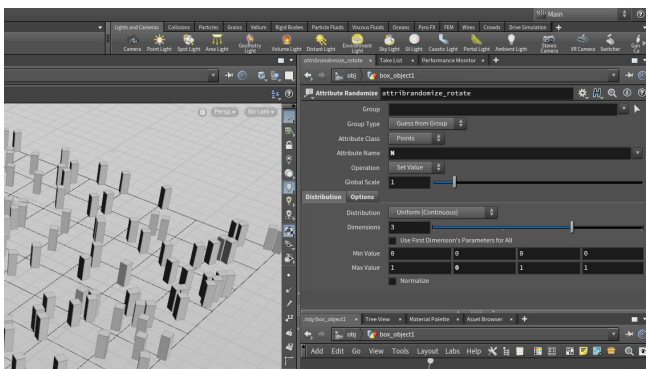 Main
Lights and Cameras Collisions Particles Grains Vellum Rigid Bodies Particle Fluids Viscous Fluids Oceans Pyro FX FEM Wires Crowds Drive Simulation +
Camera Point Light Spot Light Area Light Geometry Light Volume Light Distant Light Environment Light Sky Light GI Light Caustic Light Portal Light Ambient Light Stereo Camera VR Camera Switcher
attribrandomize_rotate × Take List × Performance Monitor × +
obj box_object1
Attribute Randomize attribrandomize_rotate
Persp No cam
Group
Group Type Guess from Group
Attribute Class Points
Attribute Name N
Operation Set Value
Global Scale 1
Distribution Options
Distribution Uniform (Continuous)
Dimensions 3
Use First Dimension's Parameters for All
Min Value 0 0 0 0
Max Value 1 0 1 1
Normalize
/obj/box_object1 × Tree View × Material Palette × Asset Browser × +
obj box_object1
Add Edit Go View Tools Layout Labs Help